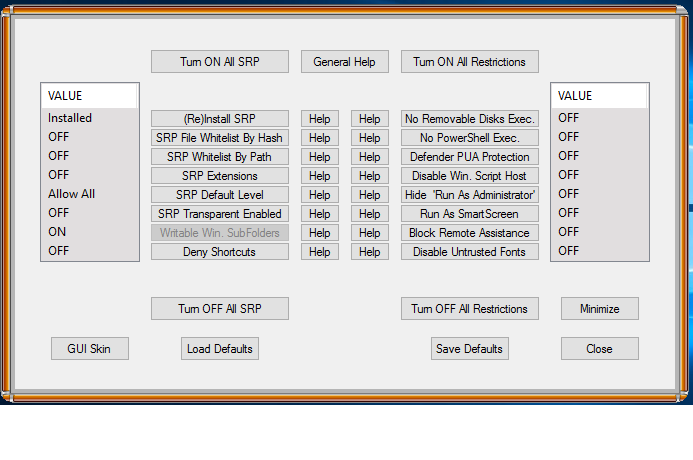 Turn ON All SRP General Help Turn ON All Restrictions
VALUE VALUE
Installed (Re)Install SRP Help Help No Removable Disks Exec. OFF
OFF SRP File Whitelist By Hash Help Help No PowerShell Exec. OFF
OFF SRP Whitelist By Path Help Help Defender PUA Protection OFF
OFF SRP Extensions Help Help Disable Win. Script Host OFF
Allow All SRP Default Level Help Help Hide 'Run As Administrator' OFF
OFF SRP Transparent Enabled Help Help Run As SmartScreen OFF
ON Writable Win. SubFolders Help Help Block Remote Assistance OFF
OFF Deny Shortcuts Help Help Disable Untrusted Fonts OFF
Turn OFF All SRP Turn OFF All Restrictions Minimize
GUI Skin Load Defaults Save Defaults Close